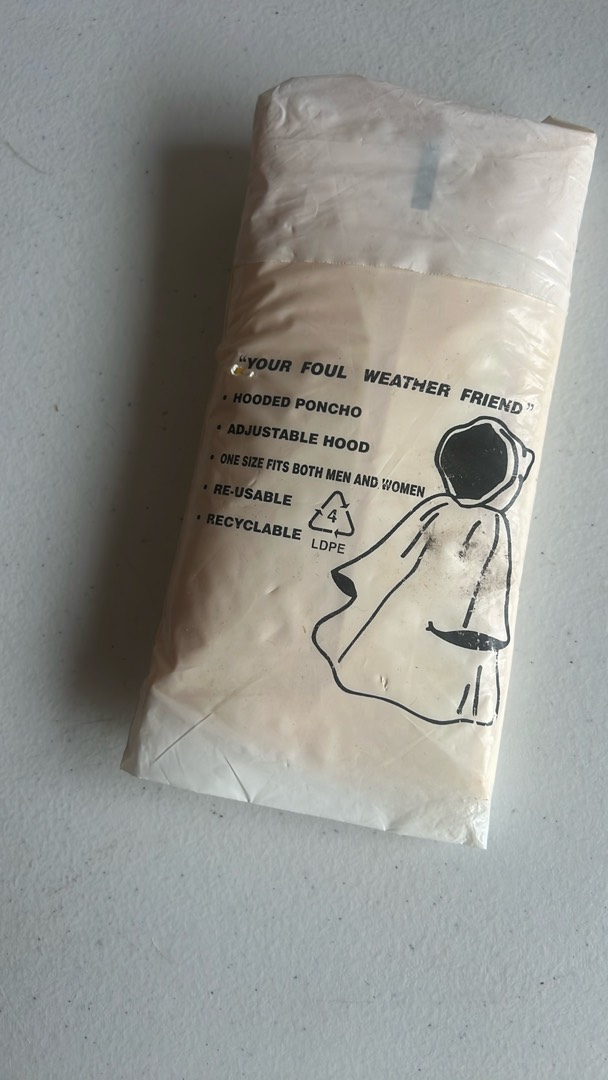 "YOUR FOUL WEATHER FRIEND"
• HOODED PONCHO
• ADJUSTABLE HOOD
• ONE SIZE FITS BOTH MEN AND WOMEN
• RE-USABLE
• RECYCLABLE
4
LDPE